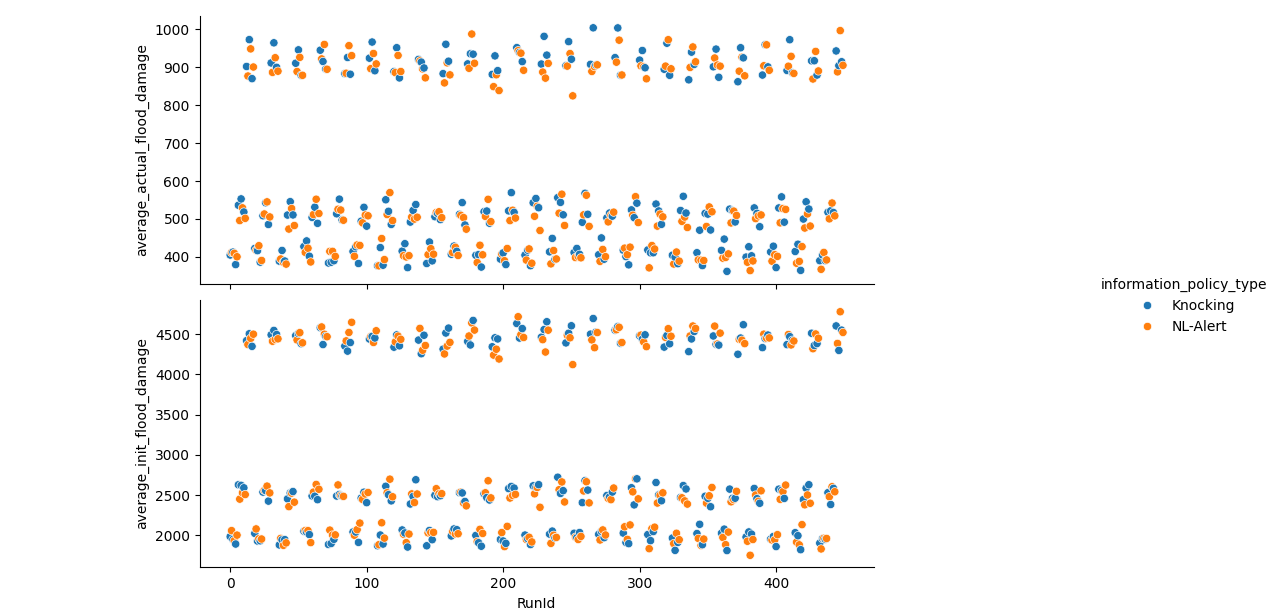 1000
900
800
700
600
500
400
average_actual_flood_damage
4500
4000
3500
3000
2500
2000
average_init_flood_damage
0 100 200 300 400
RunId
information_policy_type
Knocking
NL-Alert